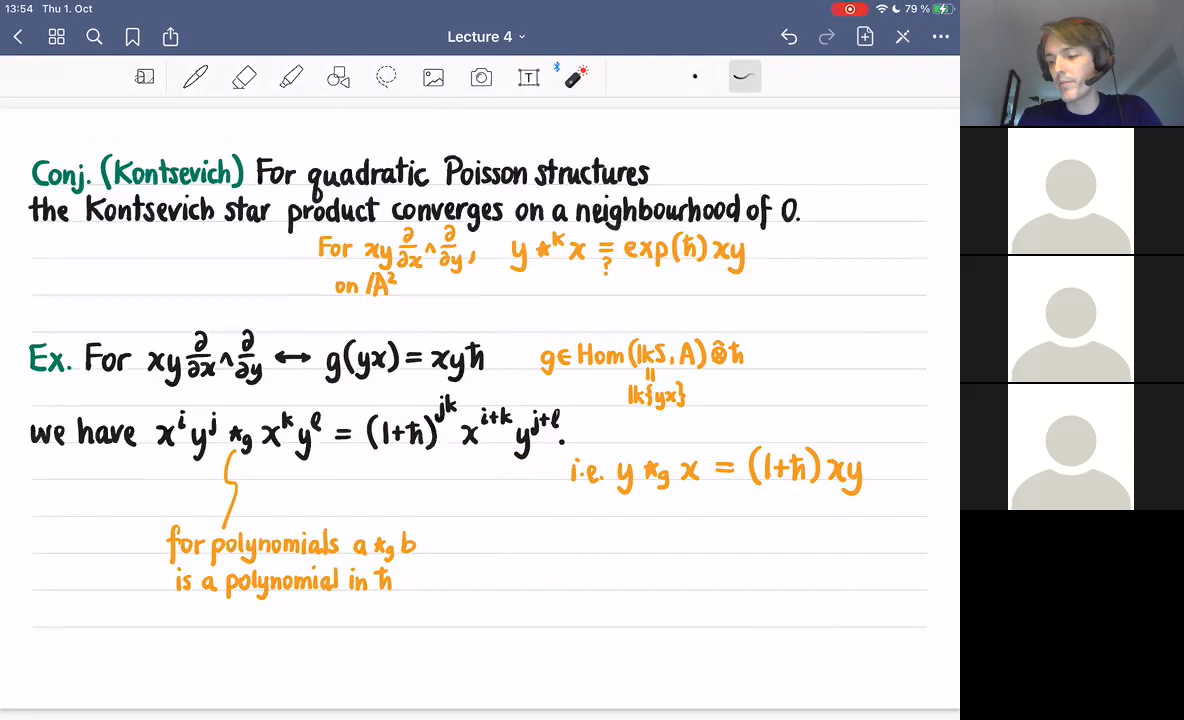 13:54 Thu 1. Oct
79 %
Lecture 4
T
Conj. (Kontsevich) For quadratic Poisson structures
the Kontsevich star product converges on a neighbourhood of 0.
For xy ∂/∂x ∧ ∂/∂y, y ⋆ᴷ x =? exp(ħ) xy
on 𝔸²
Ex. For xy ∂/∂x ∧ ∂/∂y ↔ g(yx) = xyħ
g ∈ Hom(𝕜S, A) ⊗̂ ħ
||
𝕜{yx}
we have xⁱyʲ ⋆g xᵏyˡ = (1+ħ)ʲᵏ xⁱ⁺ᵏ yʲ⁺ˡ.
i.e. y ⋆g x = (1+ħ) xy
for polynomials a ⋆g b
is a polynomial in ħ